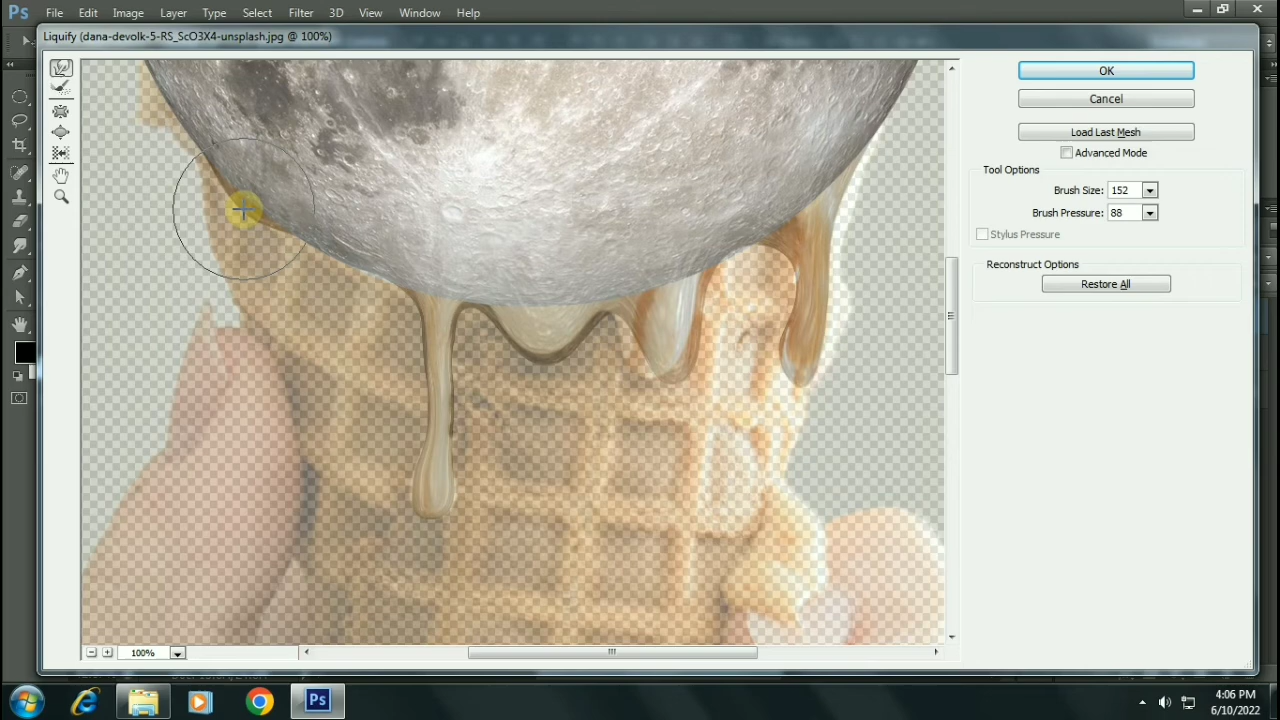 Ps File Edit Image Layer Type Select Filter 3D View Window Help
Liquify (dana-devolk-5-RS_ScO3X4-unsplash.jpg @ 100%)
OK
Cancel
Load Last Mesh
Advanced Mode
Tool Options
Brush Size: 152
Brush Pressure: 88
Stylus Pressure
Reconstruct Options
Restore All
100%
Ps
4:06 PM
6/10/2022